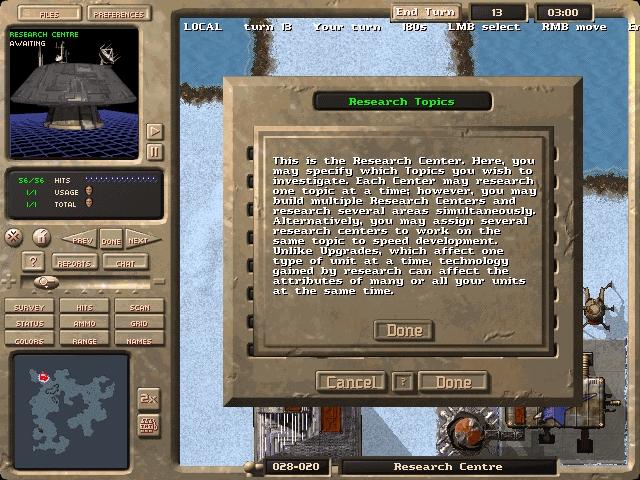 FILES PREFERENCES End Turn 13 03:00
LOCAL turn 13 Your turn 180s LMB select RMB move
RESEARCH CENTRE
AWAITING
Research Topics
This is the Research Center. Here, you
may specify which Topics you wish to
investigate. Each Center may research
one topic at a time; however, you may
build multiple Research Centers and
research several areas simultaneously.
Alternatively, you may assign several
research centers to work on the
same topic to speed development.
Unlike Upgrades, which affect one
type of unit at a time, technology
gained by research can affect the
attributes of many or all your units
at the same time.
Done
Cancel ? Done
56/56 HITS
1/1 USAGE
1/1 TOTAL
PREV DONE NEXT
? REPORTS CHAT
SURVEY HITS SCAN
STATUS AMMO GRID
COLORS RANGE NAMES
2x
028-020 Research Centre